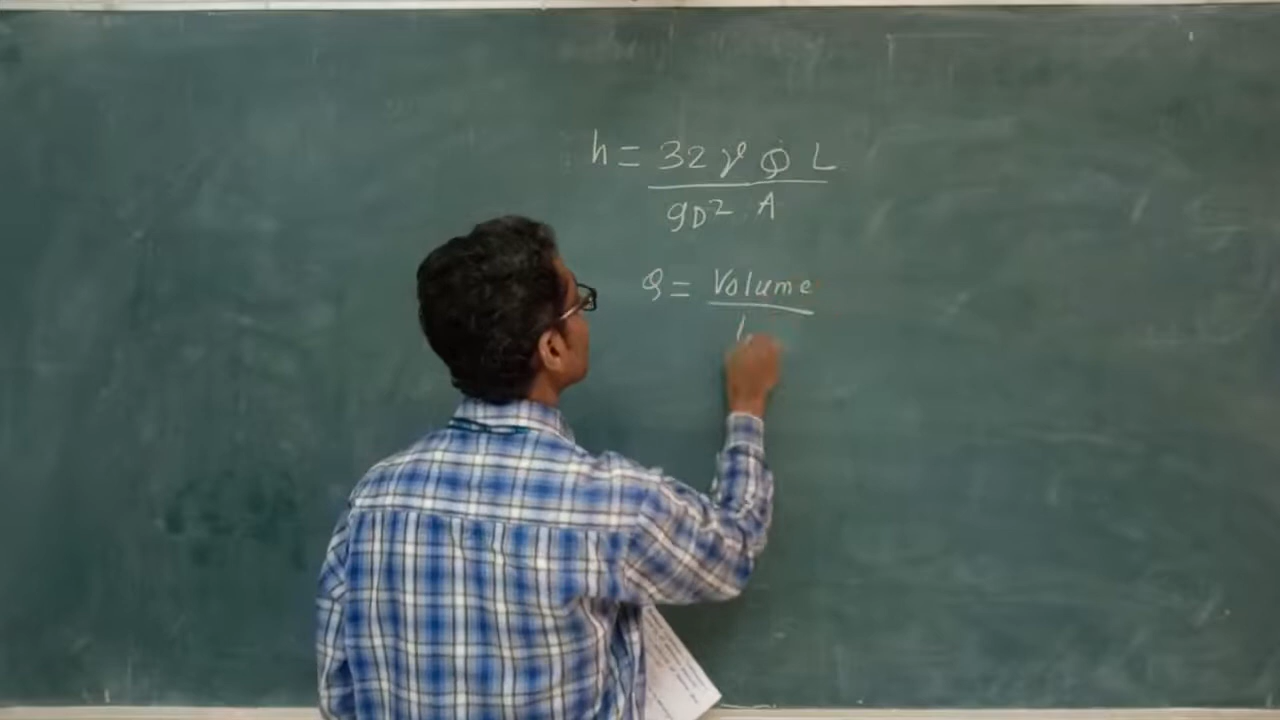 h = 32 γ Q L
gD² A
Q = Volume